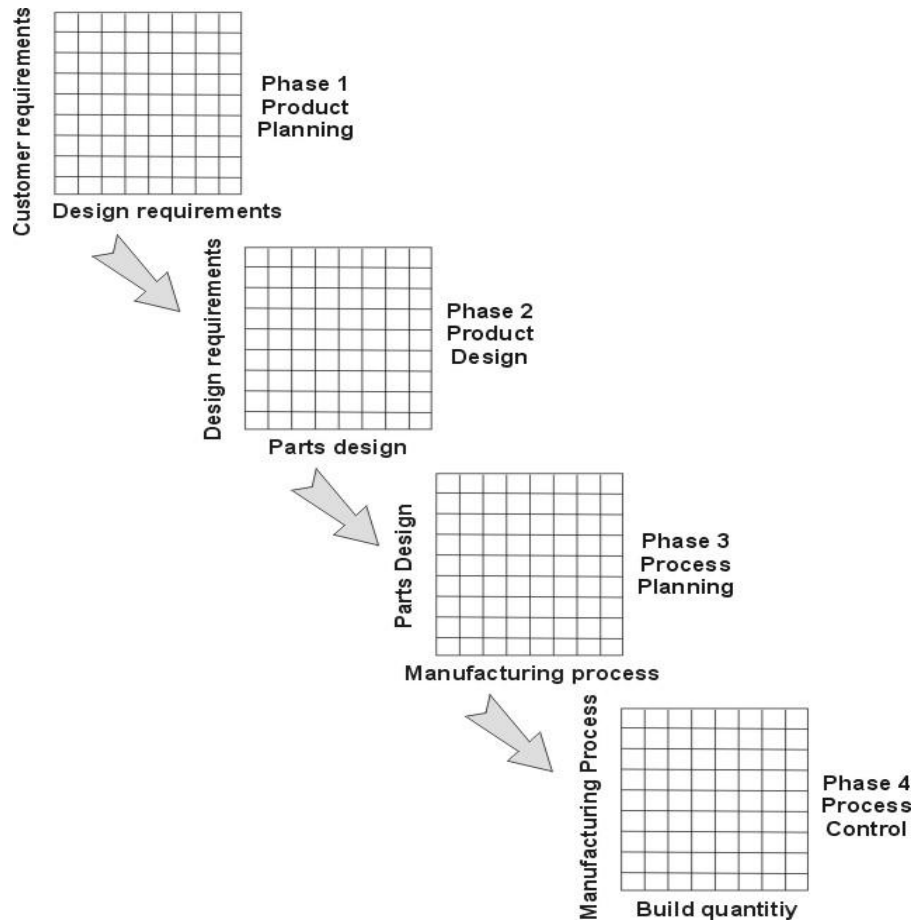 Customer requirements
Phase 1
Product
Planning
Design requirements
Design requirements
Phase 2
Product
Design
Parts design
Parts Design
Phase 3
Process
Planning
Manufacturing process
Manufacturing Process
Phase 4
Process
Control
Build quantitiy